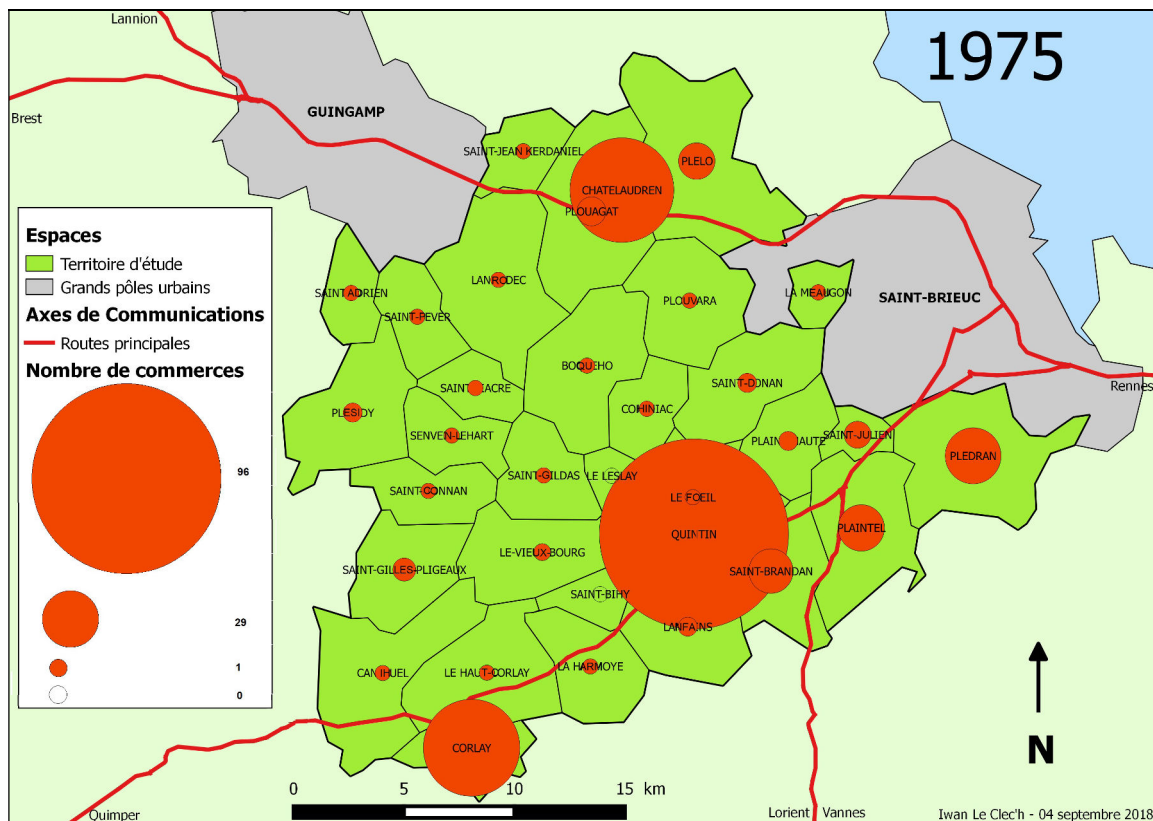 Lannion
1975
Brest
GUINGAMP
SAINT-JEAN KERDANIEL
PLELO
CHATELAUDREN
PLOUAGAT
Espaces
Territoire d'étude
Grands pôles urbains
Axes de Communications
Routes principales
Nombre de commerces
96
29
1
0
SAINT ADRIEN
LANRODEC
SAINT-PEVER
PLOUVARA
LA MEAUGON
SAINT-BRIEUC
Rennes
BOQUEHO
SAINT-DONAN
SAINT FIACRE
PLESIDY
COHINIAC
SENVEN-LEHART
PLAINE HAUTE
SAINT-JULIEN
PLEDRAN
SAINT-GILDAS
LE LESLAY
SAINT-CONNAN
LE FOEIL
PLAINTEL
QUINTIN
LE-VIEUX-BOURG
SAINT-GILLES-PLIGEAUX
SAINT-BRANDAN
SAINT-BIHY
LANFAINS
CANIHUEL
LE HAUT-CORLAY
LA HARMOYE
CORLAY
0 5 10 15 km
N
Quimper
Lorient
Vannes
Iwan Le Clec'h - 04 septembre 2018